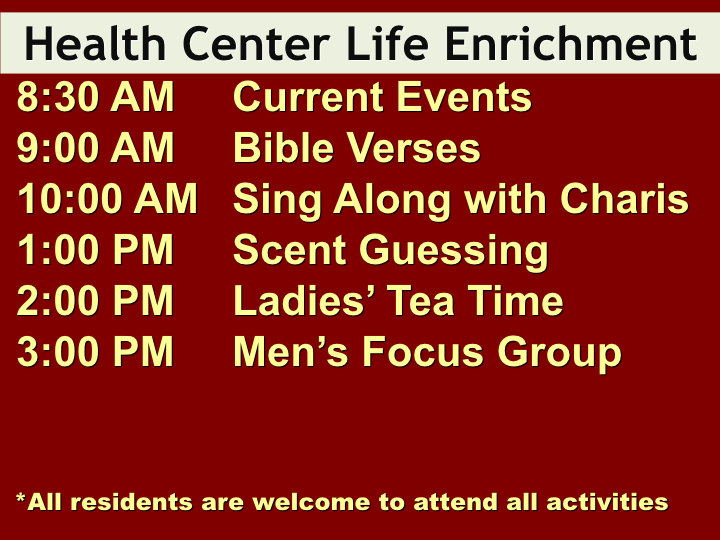 Health Center Life Enrichment
8:30 AM Current Events
9:00 AM Bible Verses
10:00 AM Sing Along with Charis
1:00 PM Scent Guessing
2:00 PM Ladies’ Tea Time
3:00 PM Men’s Focus Group
*All residents are welcome to attend all activities